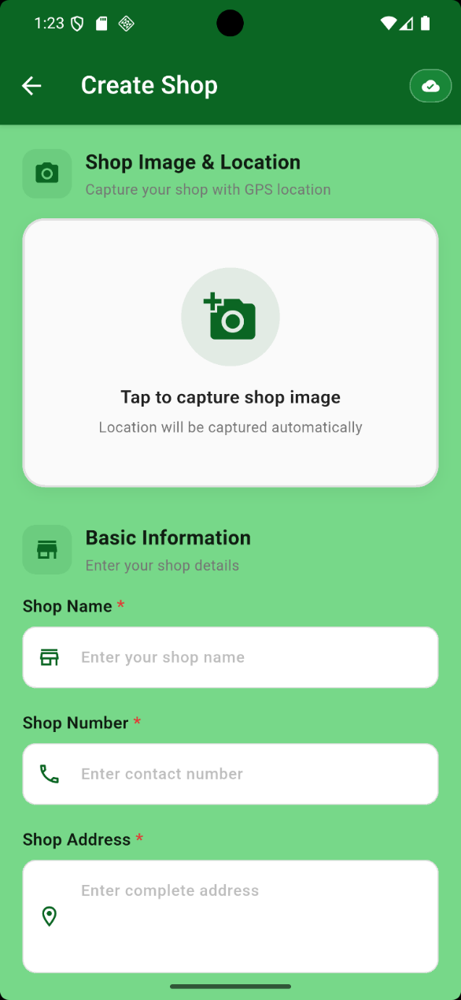 1:23
Create Shop
Shop Image & Location
Capture your shop with GPS location
Tap to capture shop image
Location will be captured automatically
Basic Information
Enter your shop details
Shop Name *
Enter your shop name
Shop Number *
Enter contact number
Shop Address *
Enter complete address